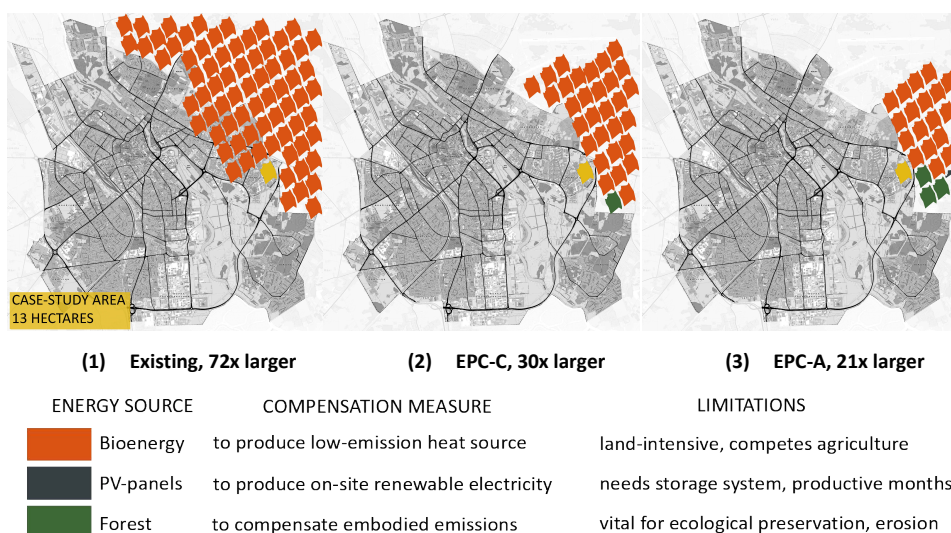 CASE-STUDY AREA
13 HECTARES
(1) Existing, 72x larger
(2) EPC-C, 30x larger
(3) EPC-A, 21x larger
ENERGY SOURCE COMPENSATION MEASURE LIMITATIONS
Bioenergy to produce low-emission heat source land-intensive, competes agriculture
PV-panels to produce on-site renewable electricity needs storage system, productive months
Forest to compensate embodied emissions vital for ecological preservation, erosion